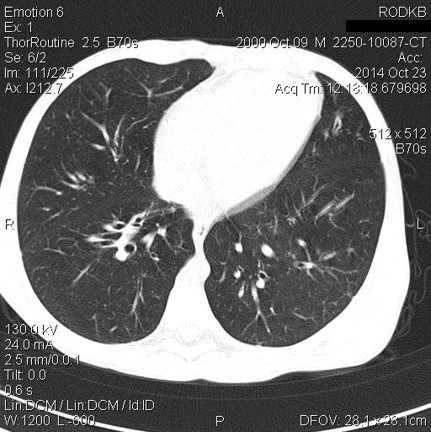 Emotion 6
A
RODKB
Ex: 1
ThorRoutine 2.5 B70s
2000 Oct 09 M 2250-10087-CT
Se: 6/2
Acc:
Im: 111/225
2014 Oct 23
Ax: I212.7
Acq Tm: 12:18:18.679698
512 x 512
B70s
R
L
130.0 kV
24.0 mA
2.5 mm/0.0:1
Tilt: 0.0
0.6 s
Lin:DCM / Lin:DCM / Id:ID
W:1200 L:-600
P
DFOV: 28.1 x 28.1cm